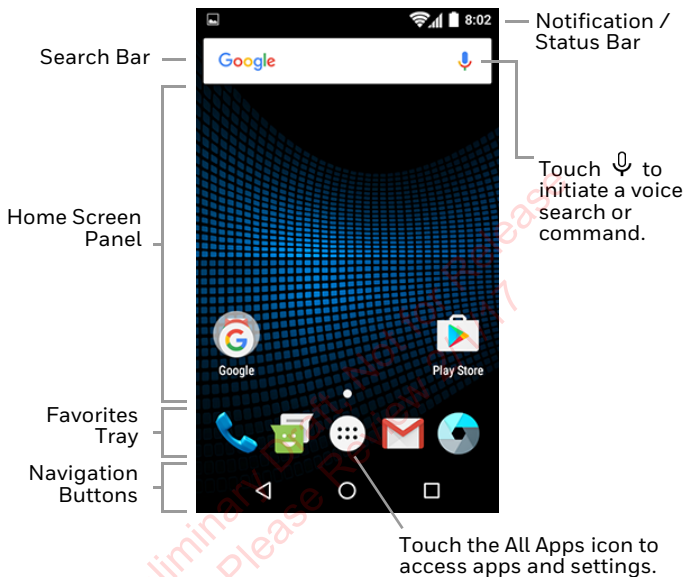 8:02
Notification /
Status Bar
Search Bar
Google
Touch to
initiate a voice
search or
command.
Home Screen
Panel
Google
Play Store
Favorites
Tray
Navigation
Buttons
Touch the All Apps icon to
access apps and settings.